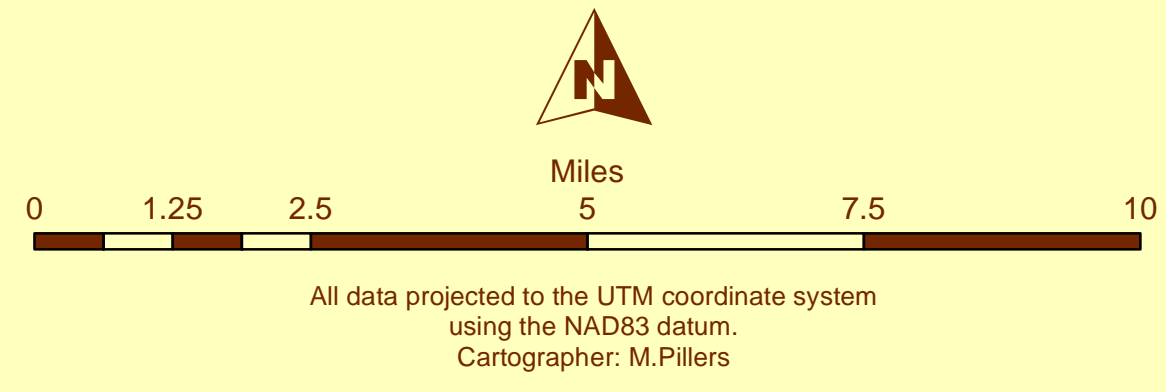 N
Miles
0 1.25 2.5 5 7.5 10
All data projected to the UTM coordinate system
using the NAD83 datum.
Cartographer: M.Pillers